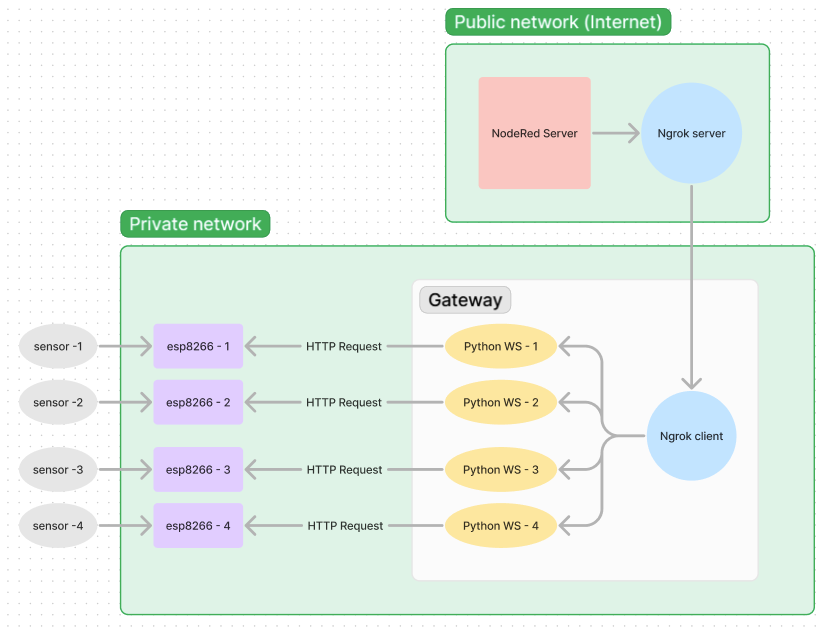 Public network (Internet)
NodeRed Server
Ngrok server
Private network
Gateway
sensor -1
esp8266 - 1
HTTP Request
Python WS - 1
sensor -2
esp8266 - 2
HTTP Request
Python WS - 2
Ngrok client
sensor -3
esp8266 - 3
HTTP Request
Python WS - 3
sensor -4
esp8266 - 4
HTTP Request
Python WS - 4